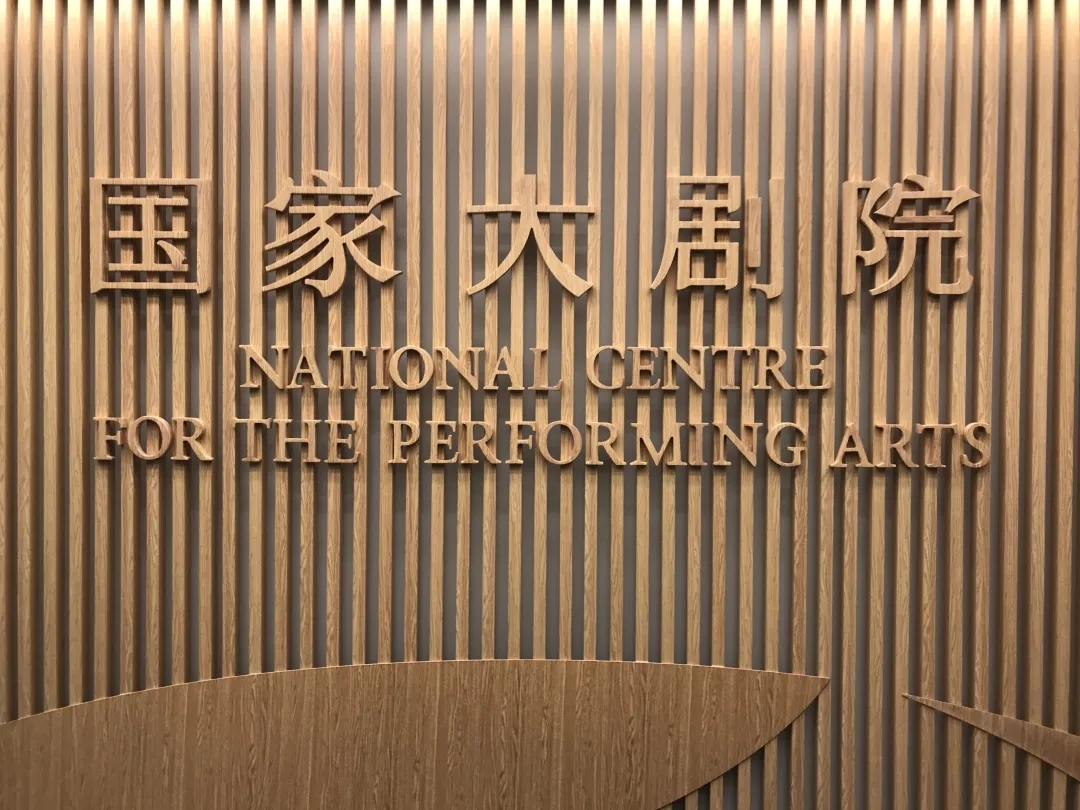 国家大剧院
NATIONAL CENTRE
FOR THE PERFORMING ARTS